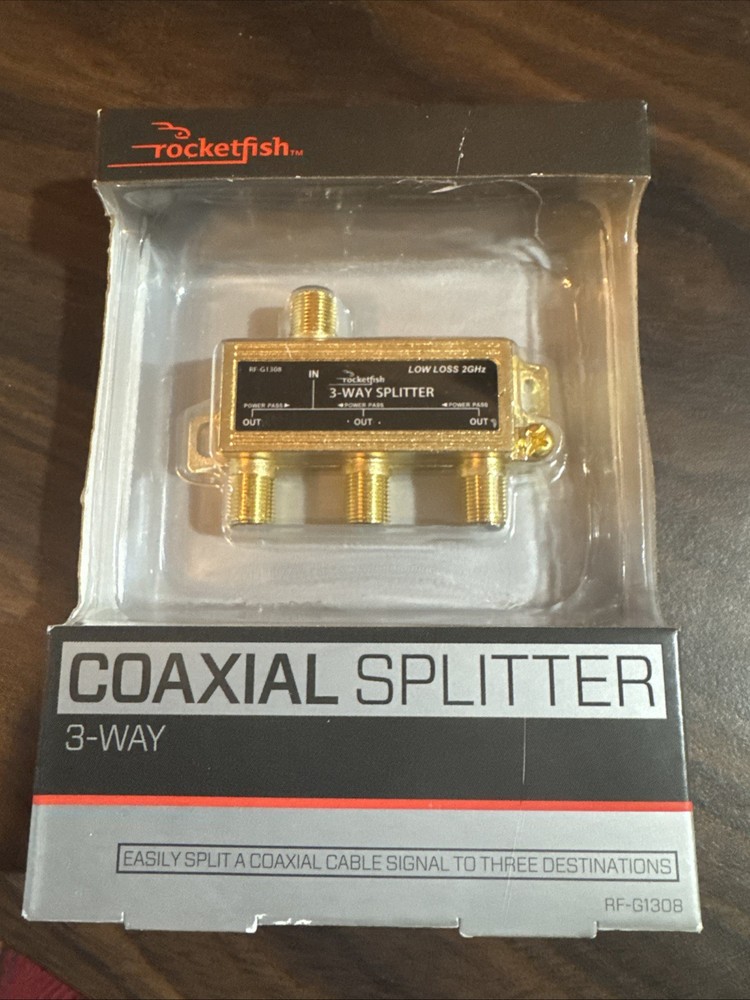 rocketfish™
RF-G1308
IN
rocketfish
LOW LOSS 2GHz
3-WAY SPLITTER
POWER PASS ▶
◀ POWER PASS
◀ POWER PASS
OUT
OUT
OUT
COAXIAL SPLITTER
3-WAY
EASILY SPLIT A COAXIAL CABLE SIGNAL TO THREE DESTINATIONS
RF-G1308